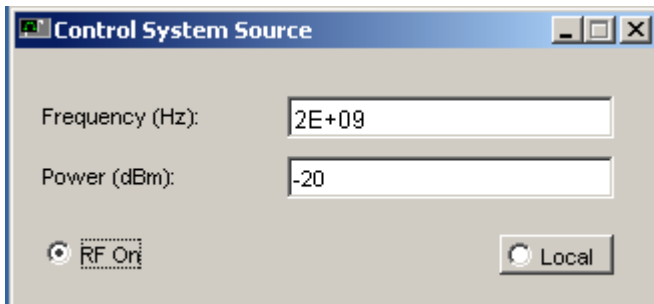 Control System Source
Frequency (Hz): 2E+09
Power (dBm): -20
RF On Local